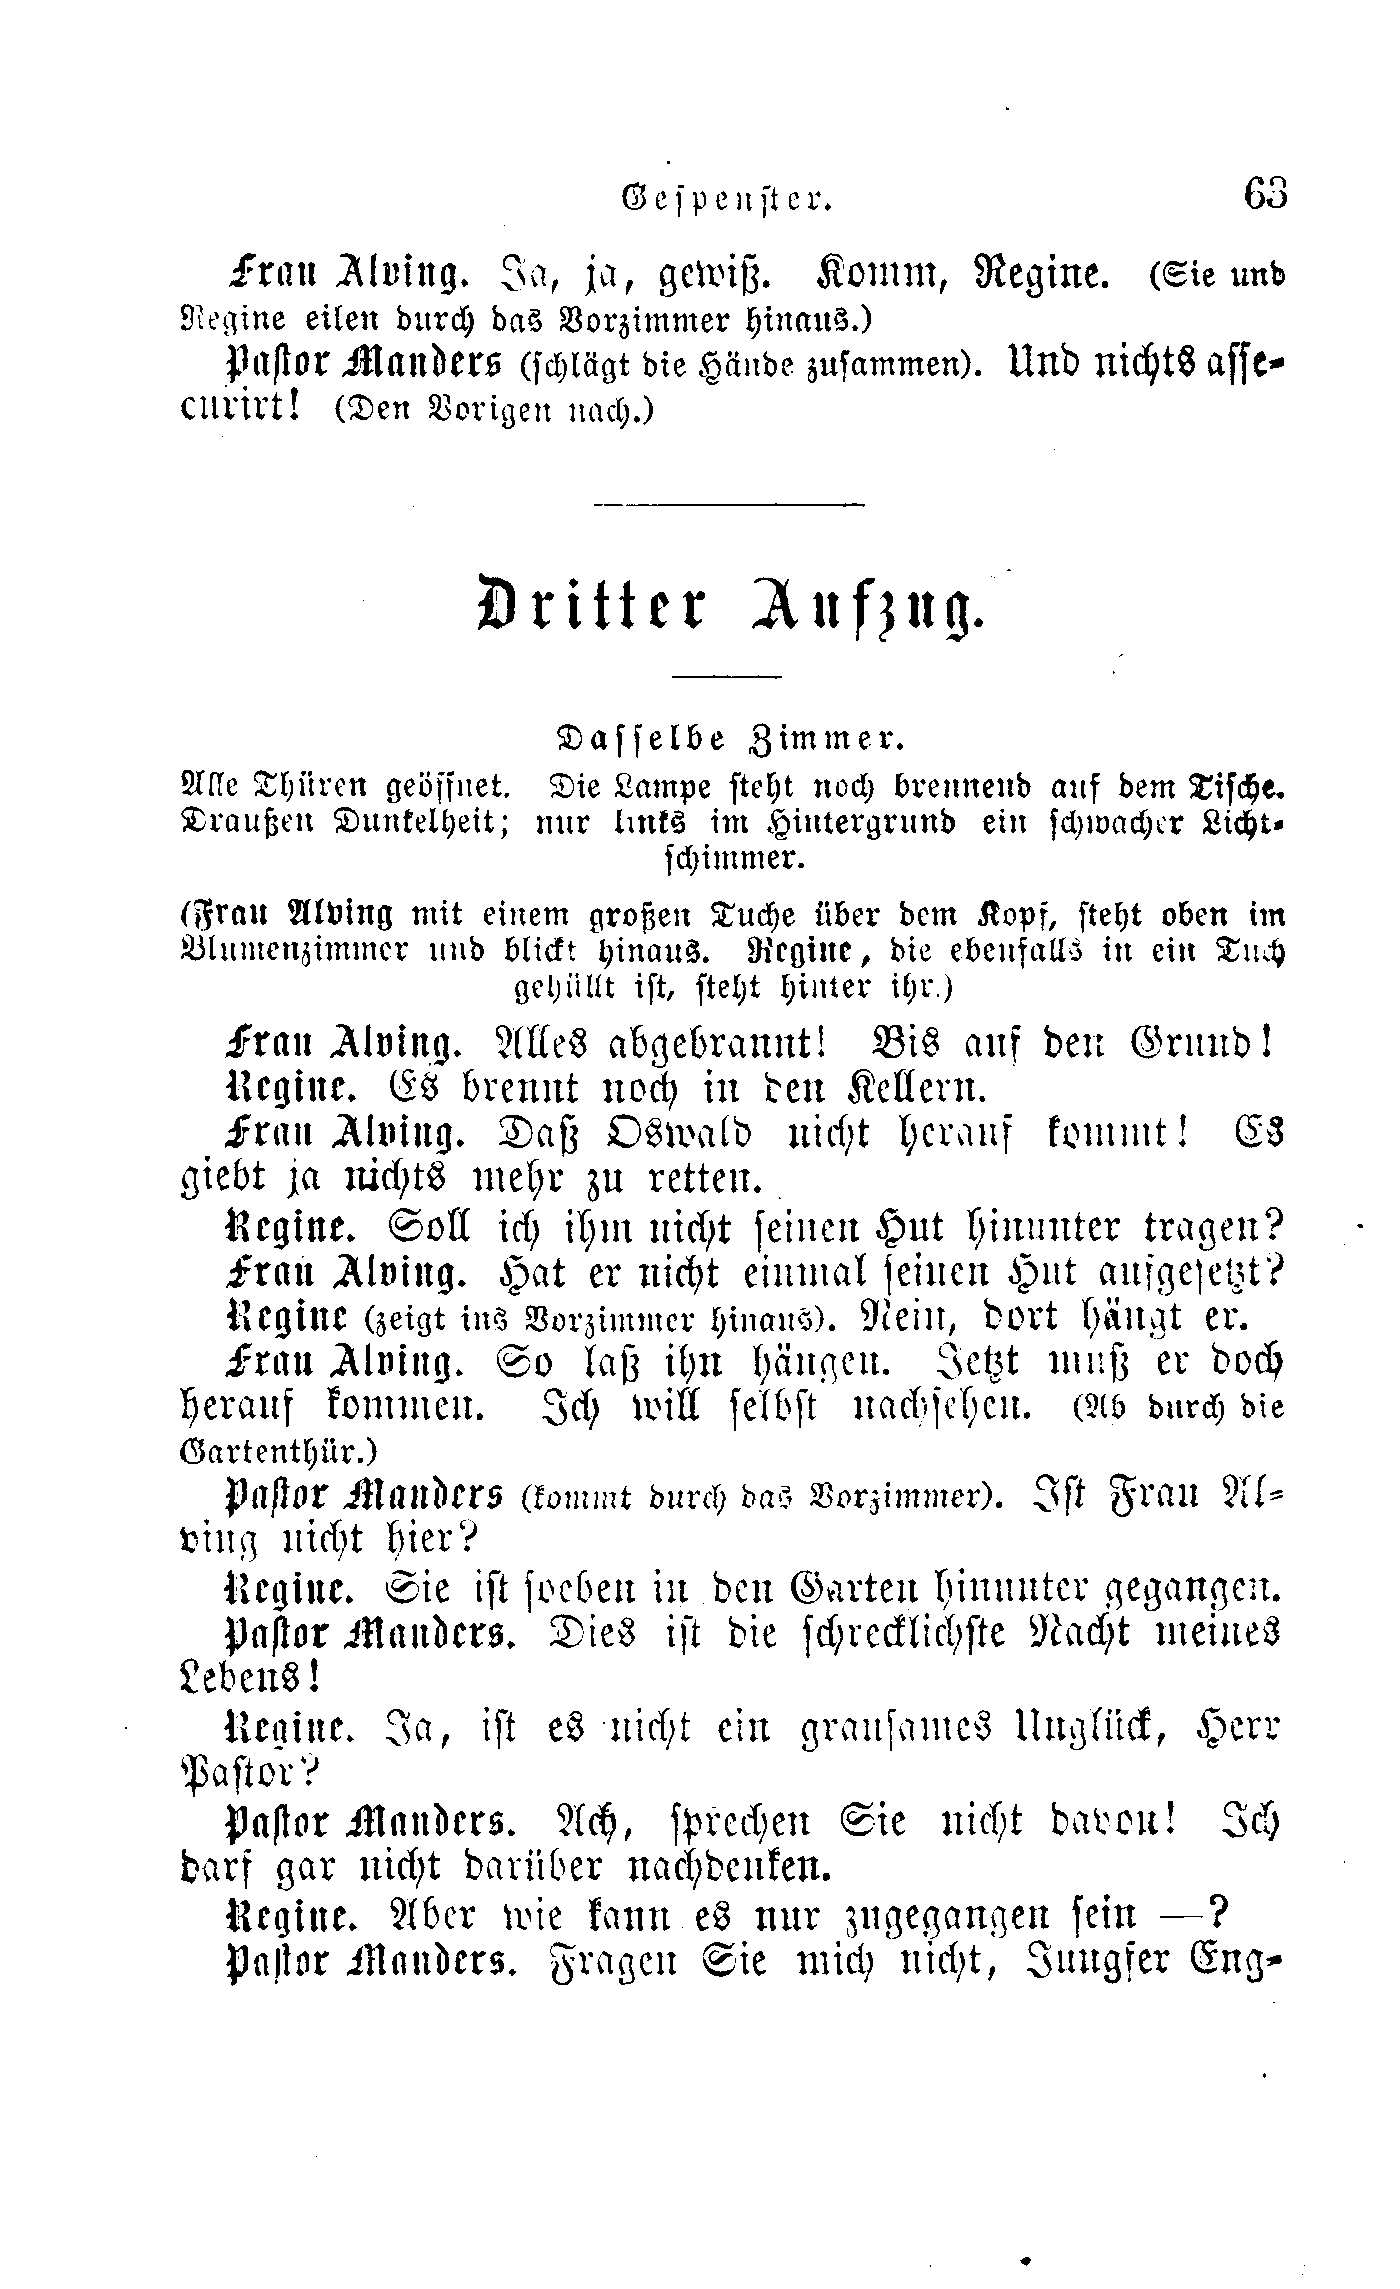 Gespenster. 63
Frau Alving. Ja, ja, gewiß. Komm, Regine. (Sie und
Regine eilen durch das Vorzimmer hinaus.)
Pastor Manders (schlägt die Hände zusammen). Und nichts asse-
curirt! (Den Vorigen nach.)
Dritter Aufzug.
Dasselbe Zimmer.
Alle Thüren geöffnet. Die Lampe steht noch brennend auf dem Tische.
Draußen Dunkelheit; nur links im Hintergrund ein schwacher Licht-
schimmer.
(Frau Alving mit einem großen Tuche über dem Kopf, steht oben im
Blumenzimmer und blickt hinaus. Regine, die ebenfalls in ein Tuch
gehüllt ist, steht hinter ihr.)
Frau Alving. Alles abgebrannt! Bis auf den Grund!
Regine. Es brennt noch in den Kellern.
Frau Alving. Daß Oswald nicht herauf kommt! Es
giebt ja nichts mehr zu retten.
Regine. Soll ich ihm nicht seinen Hut hinunter tragen?
Frau Alving. Hat er nicht einmal seinen Hut aufgesetzt?
Regine (zeigt ins Vorzimmer hinaus). Nein, dort hängt er.
Frau Alving. So laß ihn hängen. Jetzt muß er doch
herauf kommen. Ich will selbst nachsehen. (Ab durch die
Gartenthür.)
Pastor Manders (kommt durch das Vorzimmer). Ist Frau Al-
ving nicht hier?
Regine. Sie ist soeben in den Garten hinunter gegangen.
Pastor Manders. Dies ist die schrecklichste Nacht meines
Lebens!
Regine. Ja, ist es nicht ein grausames Unglück, Herr
Pastor?
Pastor Manders. Ach, sprechen Sie nicht davon! Ich
darf gar nicht darüber nachdenken.
Regine. Aber wie kann es nur zugegangen sein —?
Pastor Manders. Fragen Sie mich nicht, Jungfer Eng-